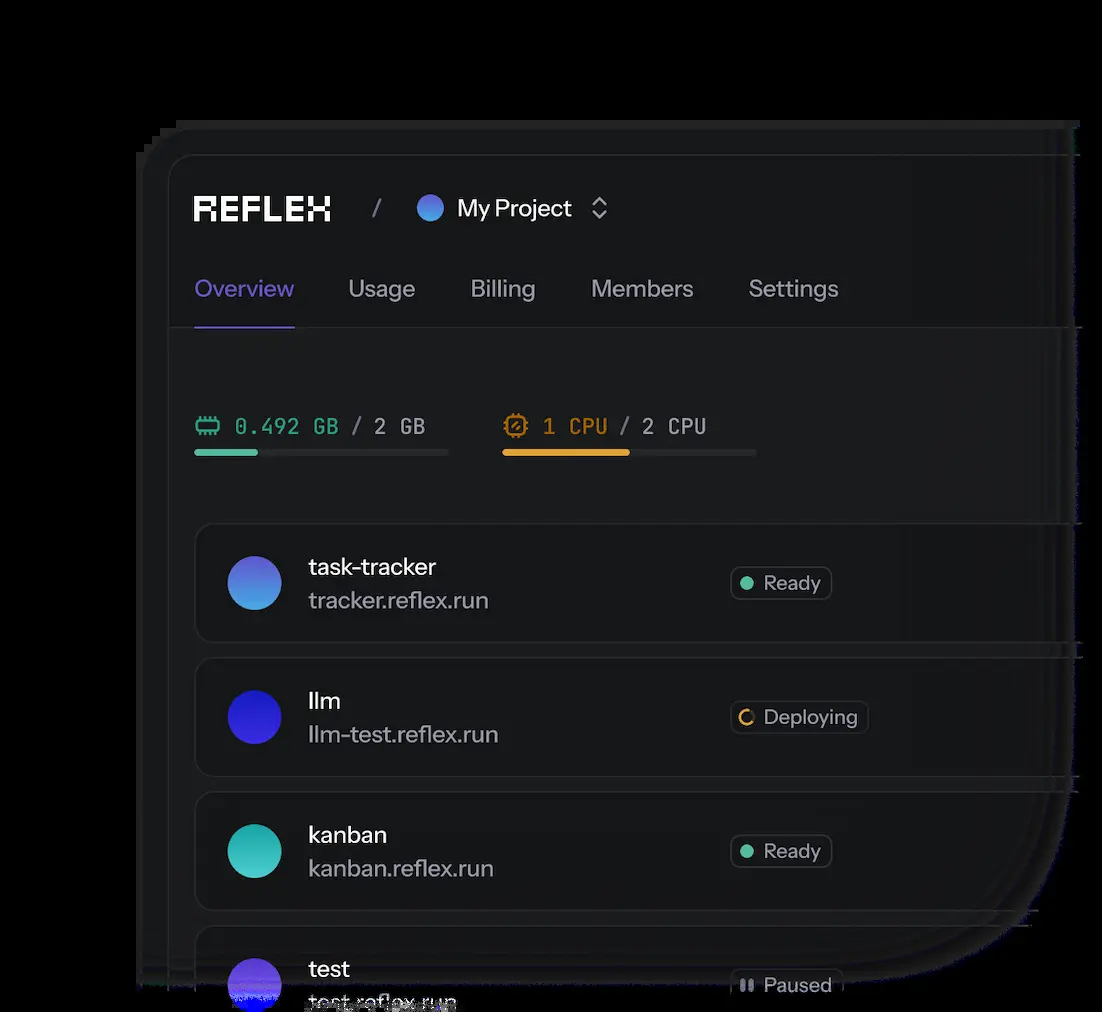 REFLEX / My Project
Overview Usage Billing Members Settings
0.492 GB / 2 GB 1 CPU / 2 CPU
task-tracker
tracker.reflex.run
Ready
llm
llm-test.reflex.run
Deploying
kanban
kanban.reflex.run
Ready
test
test.reflex.run
Paused